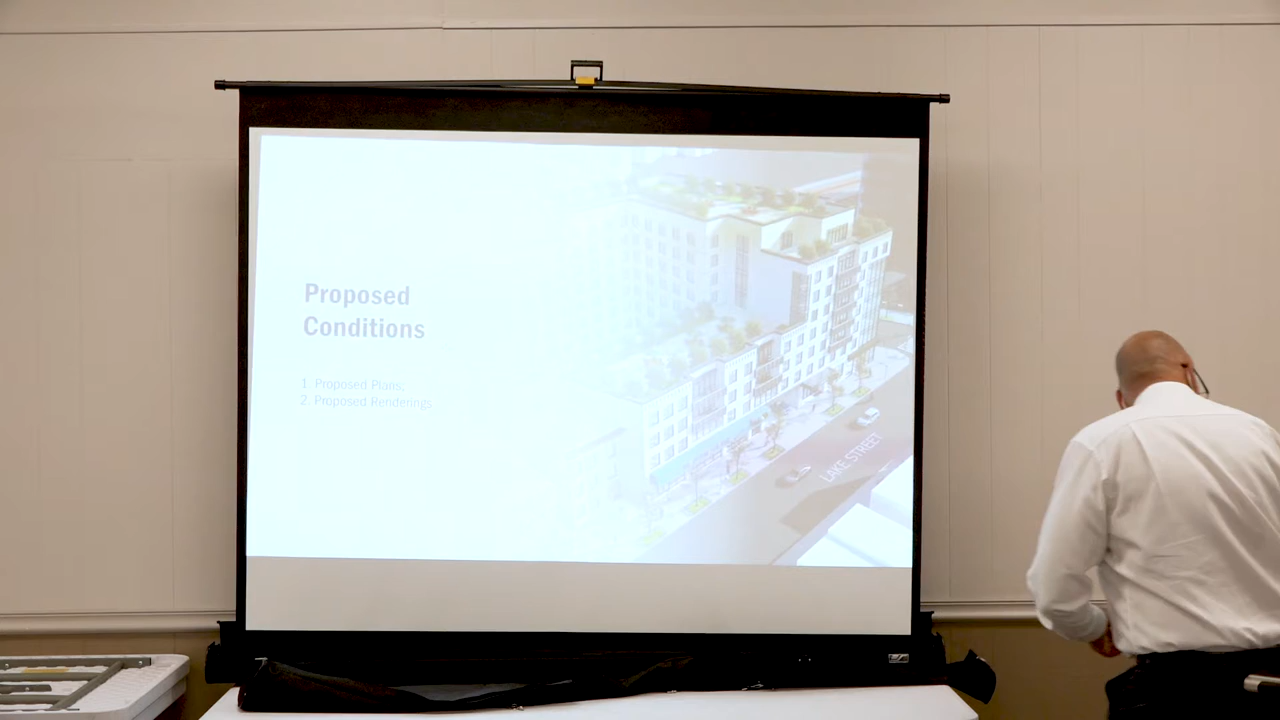 Proposed
Conditions
1. Proposed Plans;
2. Proposed Renderings
LAKE STREET